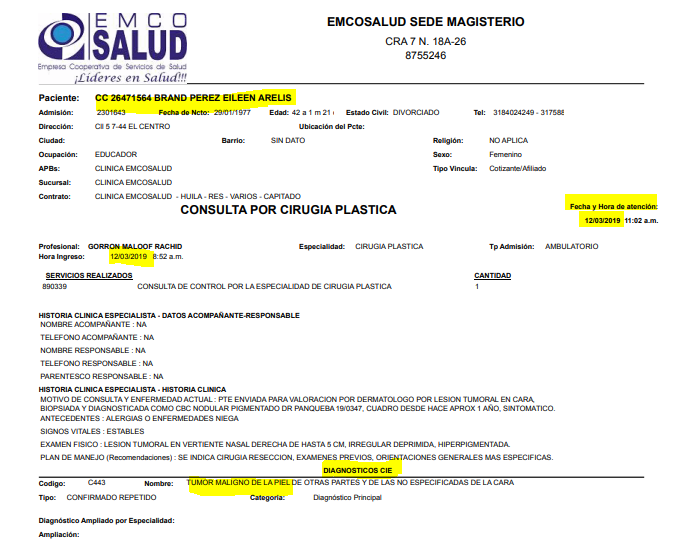 EMCO
SALUD
Empresa Cooperativa de Servicios de Salud
¡Líderes en Salud!!!
EMCOSALUD SEDE MAGISTERIO
CRA 7 N. 18A-26
8755246
Paciente: CC 26471564 BRAND PEREZ EILEEN ARELIS
Admisión: 2301643 Fecha de Ncto: 29/01/1977 Edad: 42 a 1 m 21 Estado Civil: DIVORCIADO Tel: 3184024249 - 317588
Dirección: Cll 5 7-44 EL CENTRO Ubicación del Pcte:
Ciudad: Barrio: SIN DATO Religión: NO APLICA
Ocupación: EDUCADOR Sexo: Femenino
APBs: CLINICA EMCOSALUD Tipo Vincula: Cotizante/Afiliado
Sucursal: CLINICA EMCOSALUD
Contrato: CLINICA EMCOSALUD - HUILA - RES - VARIOS - CAPITADO
CONSULTA POR CIRUGIA PLASTICA
Fecha y Hora de atención:
12/03/2019 11:02 a.m.
Profesional: GORRON MALOOF RACHID Especialidad: CIRUGIA PLASTICA Tp Admisión: AMBULATORIO
Hora Ingreso: 12/03/2019 8:52 a.m.
SERVICIOS REALIZADOS CANTIDAD
890339 CONSULTA DE CONTROL POR LA ESPECIALIDAD DE CIRUGIA PLASTICA 1
HISTORIA CLINICA ESPECIALISTA - DATOS ACOMPAÑANTE-RESPONSABLE
NOMBRE ACOMPAÑANTE : NA
TELEFONO ACOMPAÑANTE : NA
NOMBRE RESPONSABLE : NA
TELEFONO RESPONSABLE : NA
PARENTESCO RESPONSABLE : NA
HISTORIA CLINICA ESPECIALISTA - HISTORIA CLINICA
MOTIVO DE CONSULTA Y ENFERMEDAD ACTUAL : PTE ENVIADA PARA VALORACION POR DERMATOLOGO POR LESION TUMORAL EN CARA,
BIOPSIADA Y DIAGNOSTICADA COMO CBC NODULAR PIGMENTADO DR PANQUEBA 19/0347, CUADRO DESDE HACE APROX 1 AÑO, SINTOMATICO.
ANTECEDENTES : ALERGIAS O ENFERMEDADES NIEGA
SIGNOS VITALES : ESTABLES
EXAMEN FISICO : LESION TUMORAL EN VERTIENTE NASAL DERECHA DE HASTA 5 CM, IRREGULAR DEPRIMIDA, HIPERPIGMENTADA.
PLAN DE MANEJO (Recomendaciones) : SE INDICA CIRUGIA RESECCION, EXAMENES PREVIOS, ORIENTACIONES GENERALES MAS ESPECIFICAS.
DIAGNOSTICOS CIE
Codigo: C443 Nombre: TUMOR MALIGNO DE LA PIEL DE OTRAS PARTES Y DE LAS NO ESPECIFICADAS DE LA CARA
Tipo: CONFIRMADO REPETIDO Categoria: Diagnóstico Principal
Diagnóstico Ampliado por Especialidad:
Ampliación: